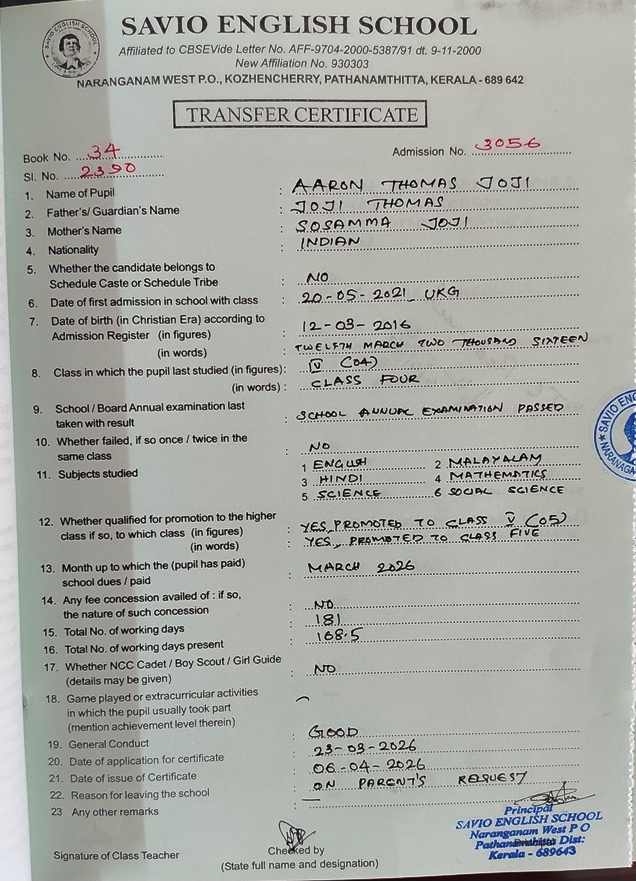 SAVIO ENGLISH SCHOOL
Affiliated to CBSEVide Letter No. AFF-9704-2000-5387/91 dt. 9-11-2000
New Affiliation No. 930303
NARANGANAM WEST P.O., KOZHENCHERRY, PATHANAMTHITTA, KERALA - 689 642
TRANSFER CERTIFICATE
Book No. 34
Admission No. 3056
Sl. No. 2390
1. Name of Pupil : AARON THOMAS JOJI
2. Father's/ Guardian's Name : JOJI THOMAS
3. Mother's Name : SOSAMMA JOJI
4. Nationality : INDIAN
5. Whether the candidate belongs to
Schedule Caste or Schedule Tribe : NO
6. Date of first admission in school with class : 20-05-2021 UKG
7. Date of birth (in Christian Era) according to
Admission Register (in figures) : 12-03-2016
(in words) : TWELFTH MARCH TWO THOUSAND SIXTEEN
8. Class in which the pupil last studied (in figures): (04)
(in words) : CLASS FOUR
9. School / Board Annual examination last
taken with result : SCHOOL ANNUAL EXAMINATION PASSED
10. Whether failed, if so once / twice in the
same class : NO
11. Subjects studied : 1 ENGLISH 2 MALAYALAM
3 HINDI 4 MATHEMATICS
5 SCIENCE 6 SOCIAL SCIENCE
12. Whether qualified for promotion to the higher
class if so, to which class (in figures) : YES, PROMOTED TO CLASS V (05)
(in words) : YES, PROMOTED TO CLASS FIVE
13. Month up to which the (pupil has paid)
school dues / paid : MARCH 2026
14. Any fee concession availed of : if so,
the nature of such concession : NO
15. Total No. of working days : 181
16. Total No. of working days present : 168.5
17. Whether NCC Cadet / Boy Scout / Girl Guide
(details may be given) : NO
18. Game played or extracurricular activities
in which the pupil usually took part
(mention achievement level therein) :
19. General Conduct : GOOD
20. Date of application for certificate : 23-03-2026
21. Date of issue of Certificate : 06-04-2026
22. Reason for leaving the school : ON PARENT'S REQUEST
23 Any other remarks : —
Principal
SAVIO ENGLISH SCHOOL
Naranganam West P O
Pathanamthitta Dist:
Kerala - 689643
Signature of Class Teacher
Checked by
(State full name and designation)